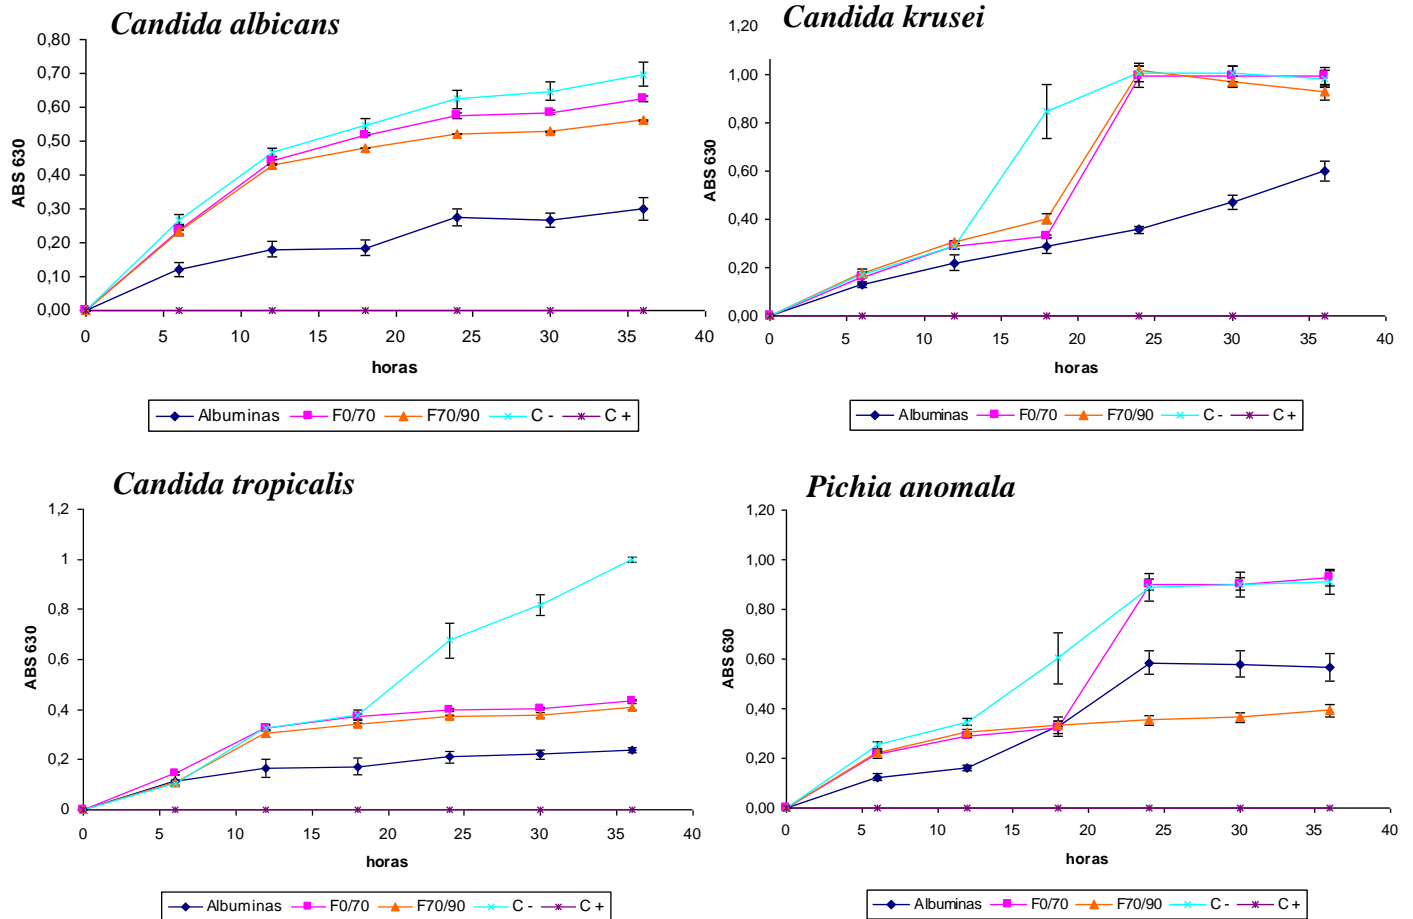 Candida albicans
0,80
0,70
0,60
0,50
0,40
0,30
0,20
0,10
0,00
ABS 630
0 5 10 15 20 25 30 35 40
horas
Albuminas F0/70 F70/90 C - C +
Candida krusei
1,20
1,00
0,80
0,60
0,40
0,20
0,00
ABS 630
0 5 10 15 20 25 30 35 40
horas
Albuminas F0/70 F70/90 C - C +
Candida tropicalis
1,2
1
0,8
0,6
0,4
0,2
0
ABS 630
0 5 10 15 20 25 30 35 40
horas
Albuminas F0/70 F70/90 C - C +
Pichia anomala
1,20
1,00
0,80
0,60
0,40
0,20
0,00
ABS 630
0 5 10 15 20 25 30 35 40
horas
Albuminas F0/70 F70/90 C - C +